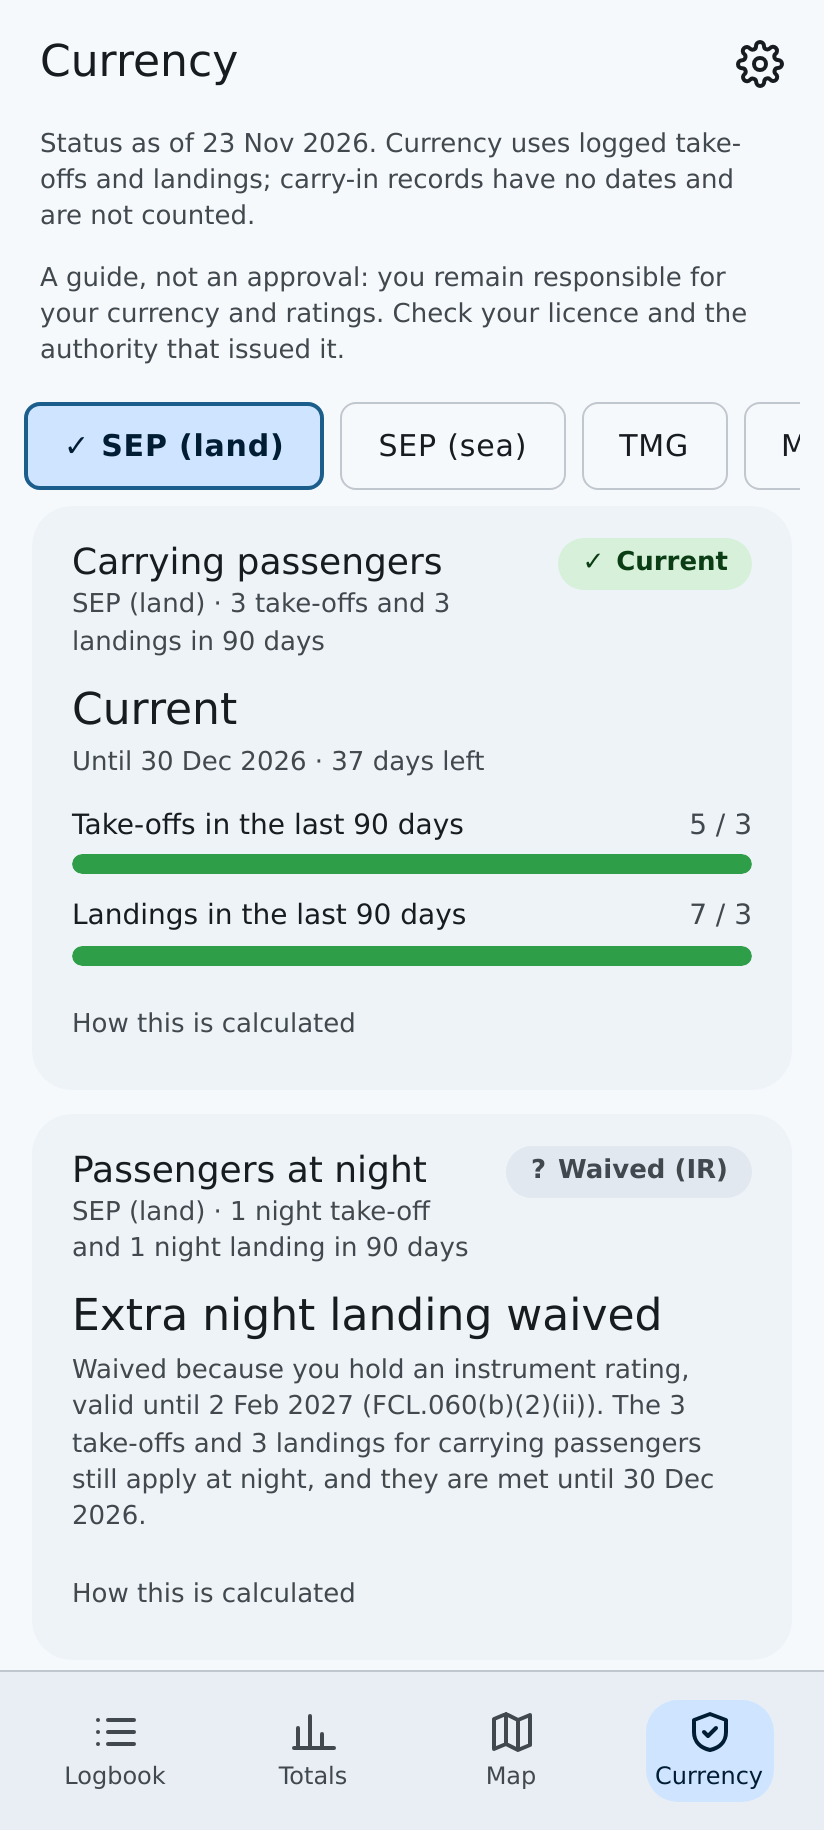 Currency
Status as of 23 Nov 2026. Currency uses logged take-
offs and landings; carry-in records have no dates and
are not counted.
A guide, not an approval: you remain responsible for
your currency and ratings. Check your licence and the
authority that issued it.
✓ SEP (land)
SEP (sea)
TMG
M
Carrying passengers
✓ Current
SEP (land) · 3 take-offs and 3
landings in 90 days
Current
Until 30 Dec 2026 · 37 days left
Take-offs in the last 90 days
5 / 3
Landings in the last 90 days
7 / 3
How this is calculated
Passengers at night
? Waived (IR)
SEP (land) · 1 night take-off
and 1 night landing in 90 days
Extra night landing waived
Waived because you hold an instrument rating,
valid until 2 Feb 2027 (FCL.060(b)(2)(ii)). The 3
take-offs and 3 landings for carrying passengers
still apply at night, and they are met until 30 Dec
2026.
How this is calculated
Logbook
Totals
Map
Currency